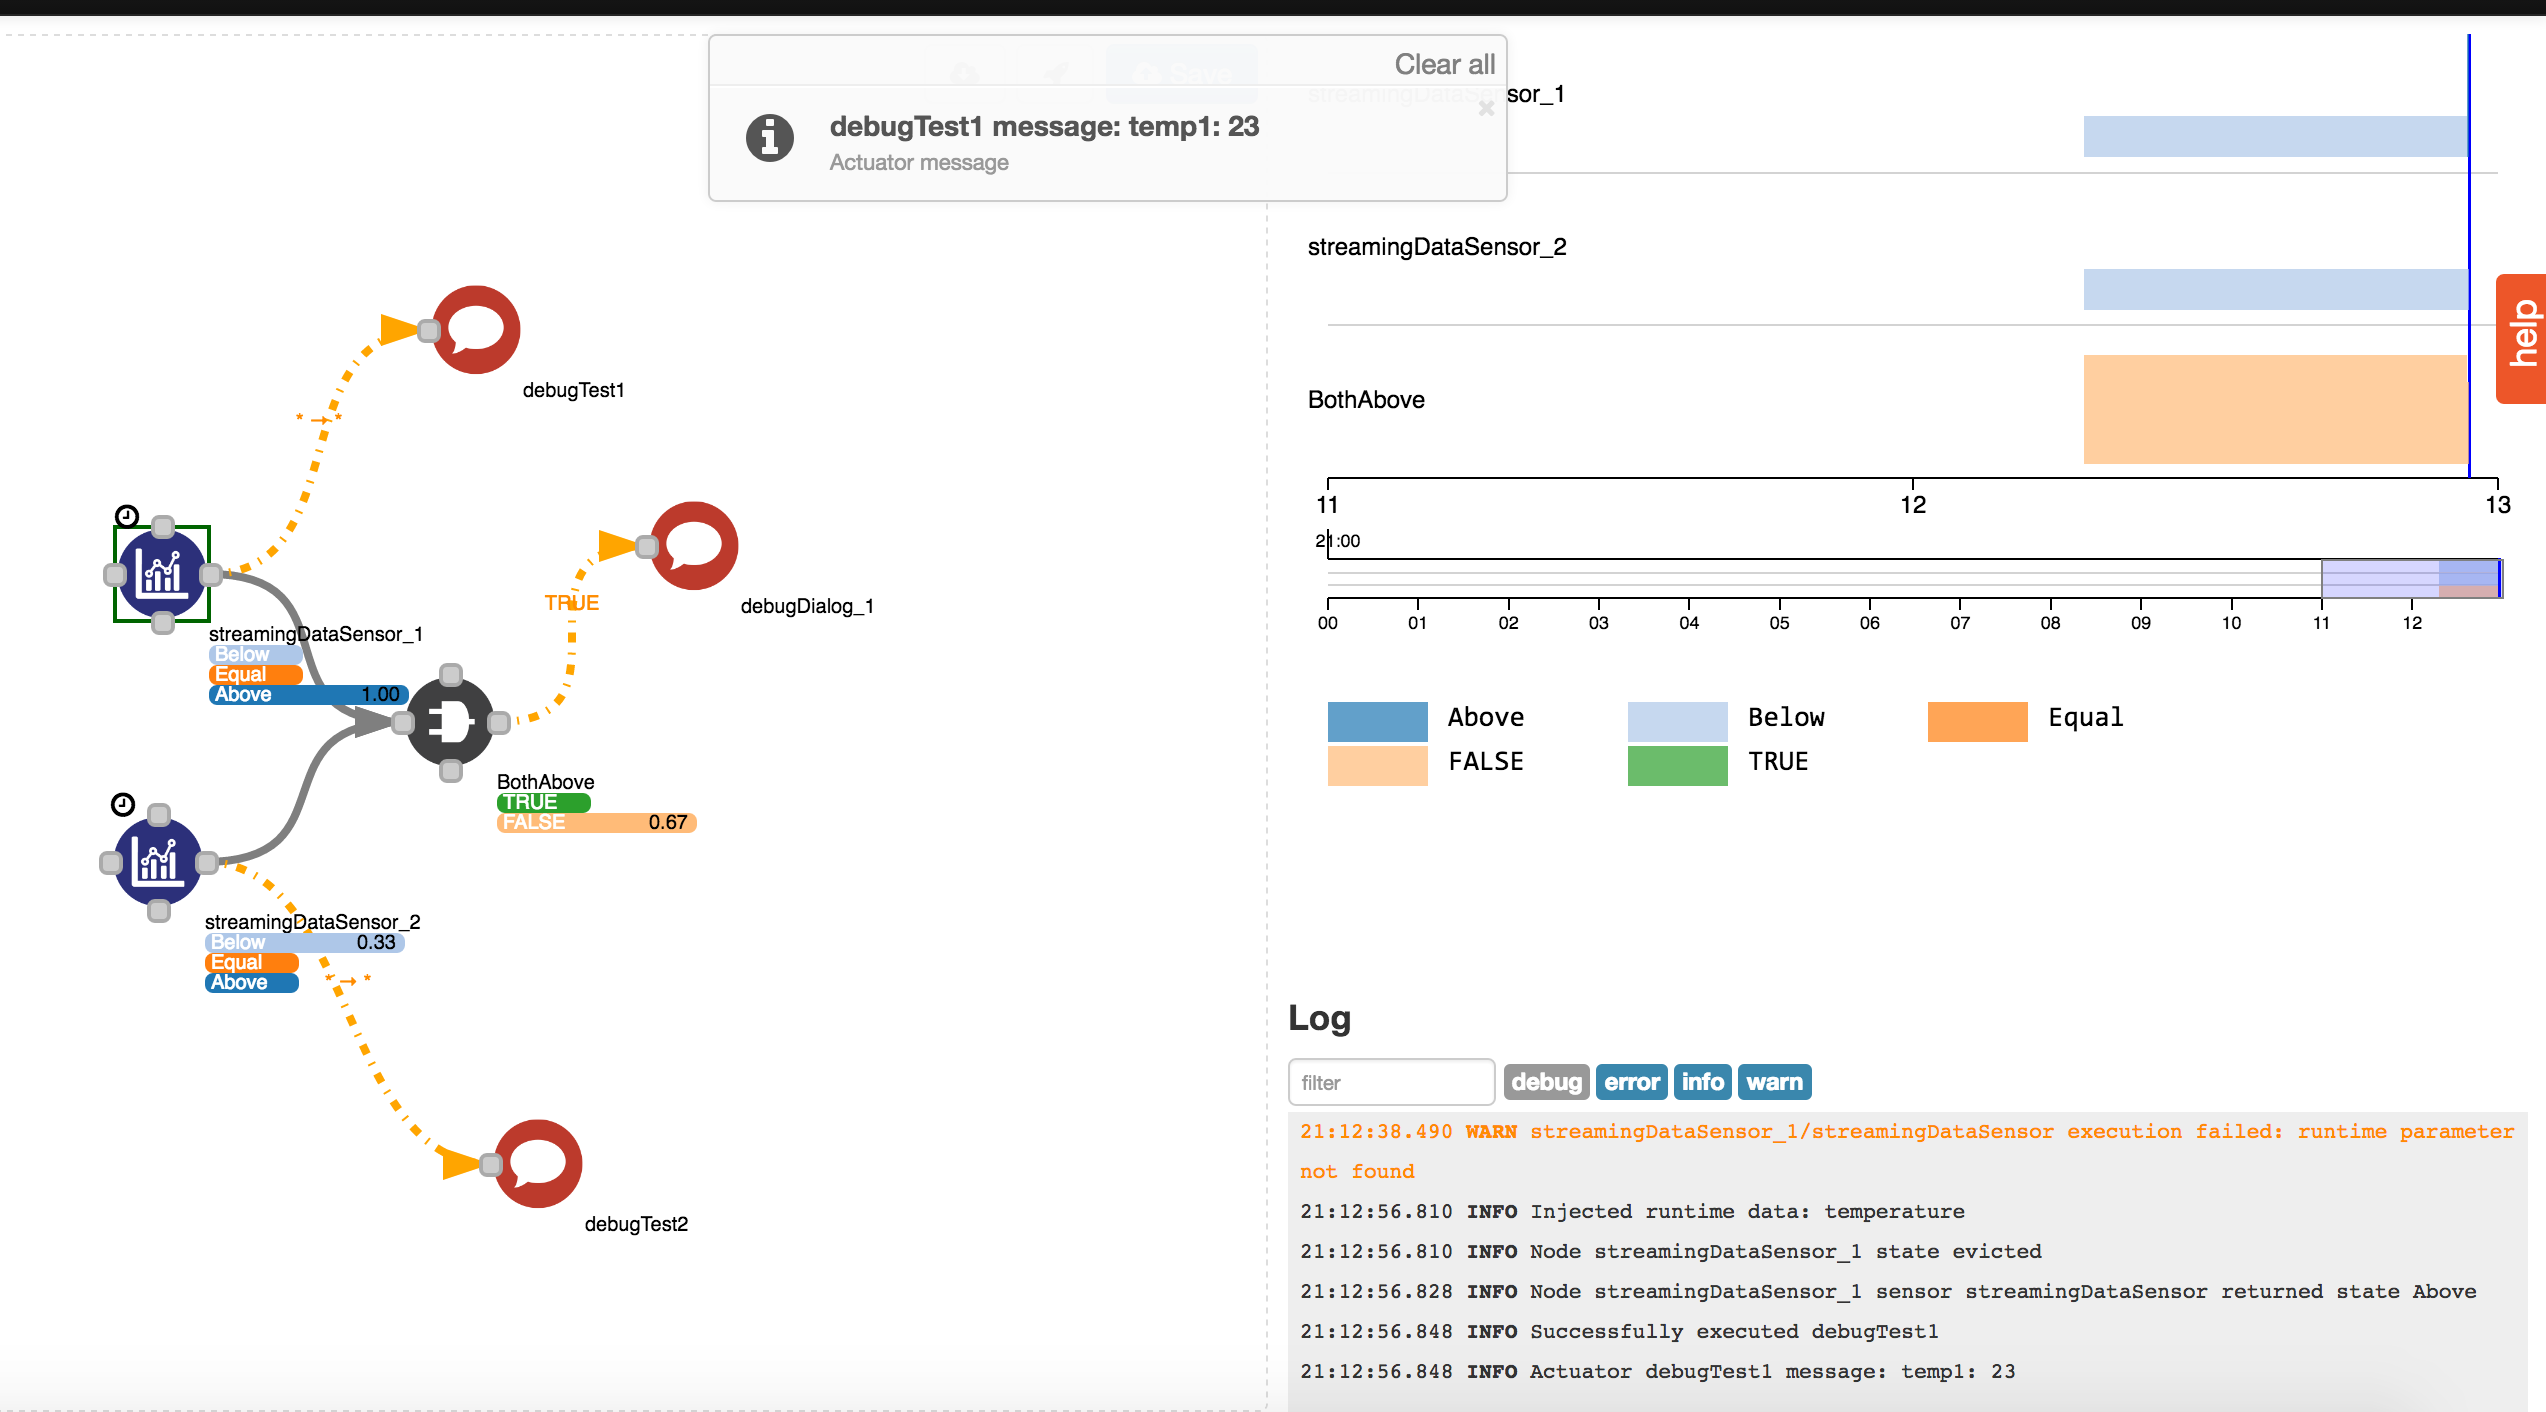 Clear all
Save
streamingDataSensor_1
debugTest1 message: temp1: 23
Actuator message
streamingDataSensor_2
help
debugTest1
BothAbove
* → *
11 12 13
21:00
TRUE
debugDialog_1
00 01 02 03 04 05 06 07 08 09 10 11 12
streamingDataSensor_1
Below
Equal
Above 1.00
Above Below Equal
FALSE TRUE
BothAbove
TRUE
FALSE 0.67
streamingDataSensor_2
Below 0.33
Equal
Above
* → *
debugTest2
Log
filter debug error info warn
21:12:38.490 WARN streamingDataSensor_1/streamingDataSensor execution failed: runtime parameter
not found
21:12:56.810 INFO Injected runtime data: temperature
21:12:56.810 INFO Node streamingDataSensor_1 state evicted
21:12:56.828 INFO Node streamingDataSensor_1 sensor streamingDataSensor returned state Above
21:12:56.848 INFO Successfully executed debugTest1
21:12:56.848 INFO Actuator debugTest1 message: temp1: 23